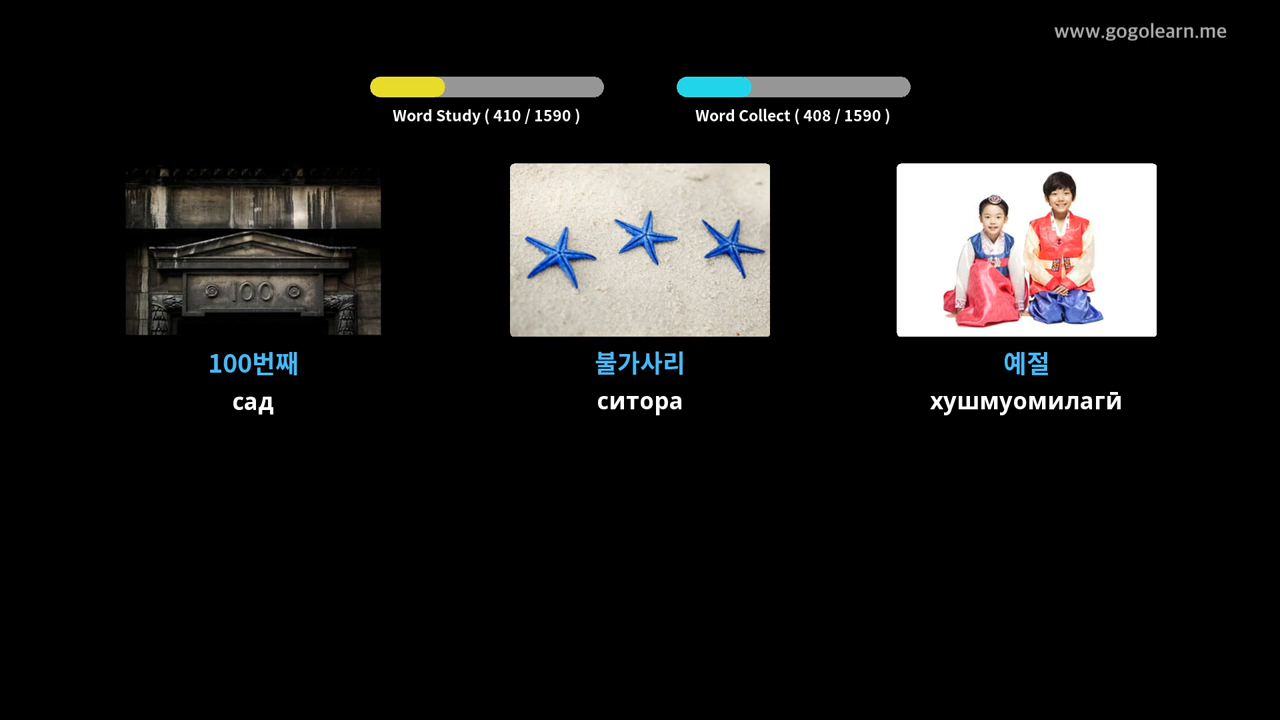 www.gogolearn.me
Word Study ( 410 / 1590 )
Word Collect ( 408 / 1590 )
100
100번째
불가사리
예절
сад
ситора
хушмуомилагӣ